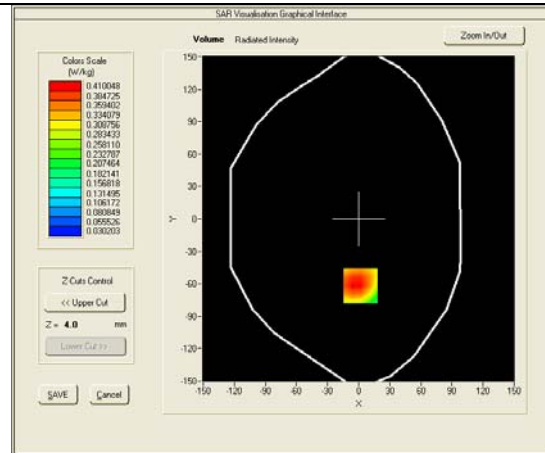 SAR Visualisation Graphical Interface
Volume Radiated Intensity
Zoom In/Out
Colors Scale
(W/kg)
0.410048
0.384725
0.359402
0.334079
0.308756
0.283433
0.258110
0.232787
0.207464
0.182141
0.156818
0.131495
0.106172
0.080849
0.055526
0.030203
Z Cuts Control
<< Upper Cut
Z = 4.0 mm
Lower Cut >>
SAVE Cancel
Y
150
120
90
60
30
0
-30
-60
-90
-120
-150
-150 -120 -90 -60 -30 0 30 60 90 120 150
X